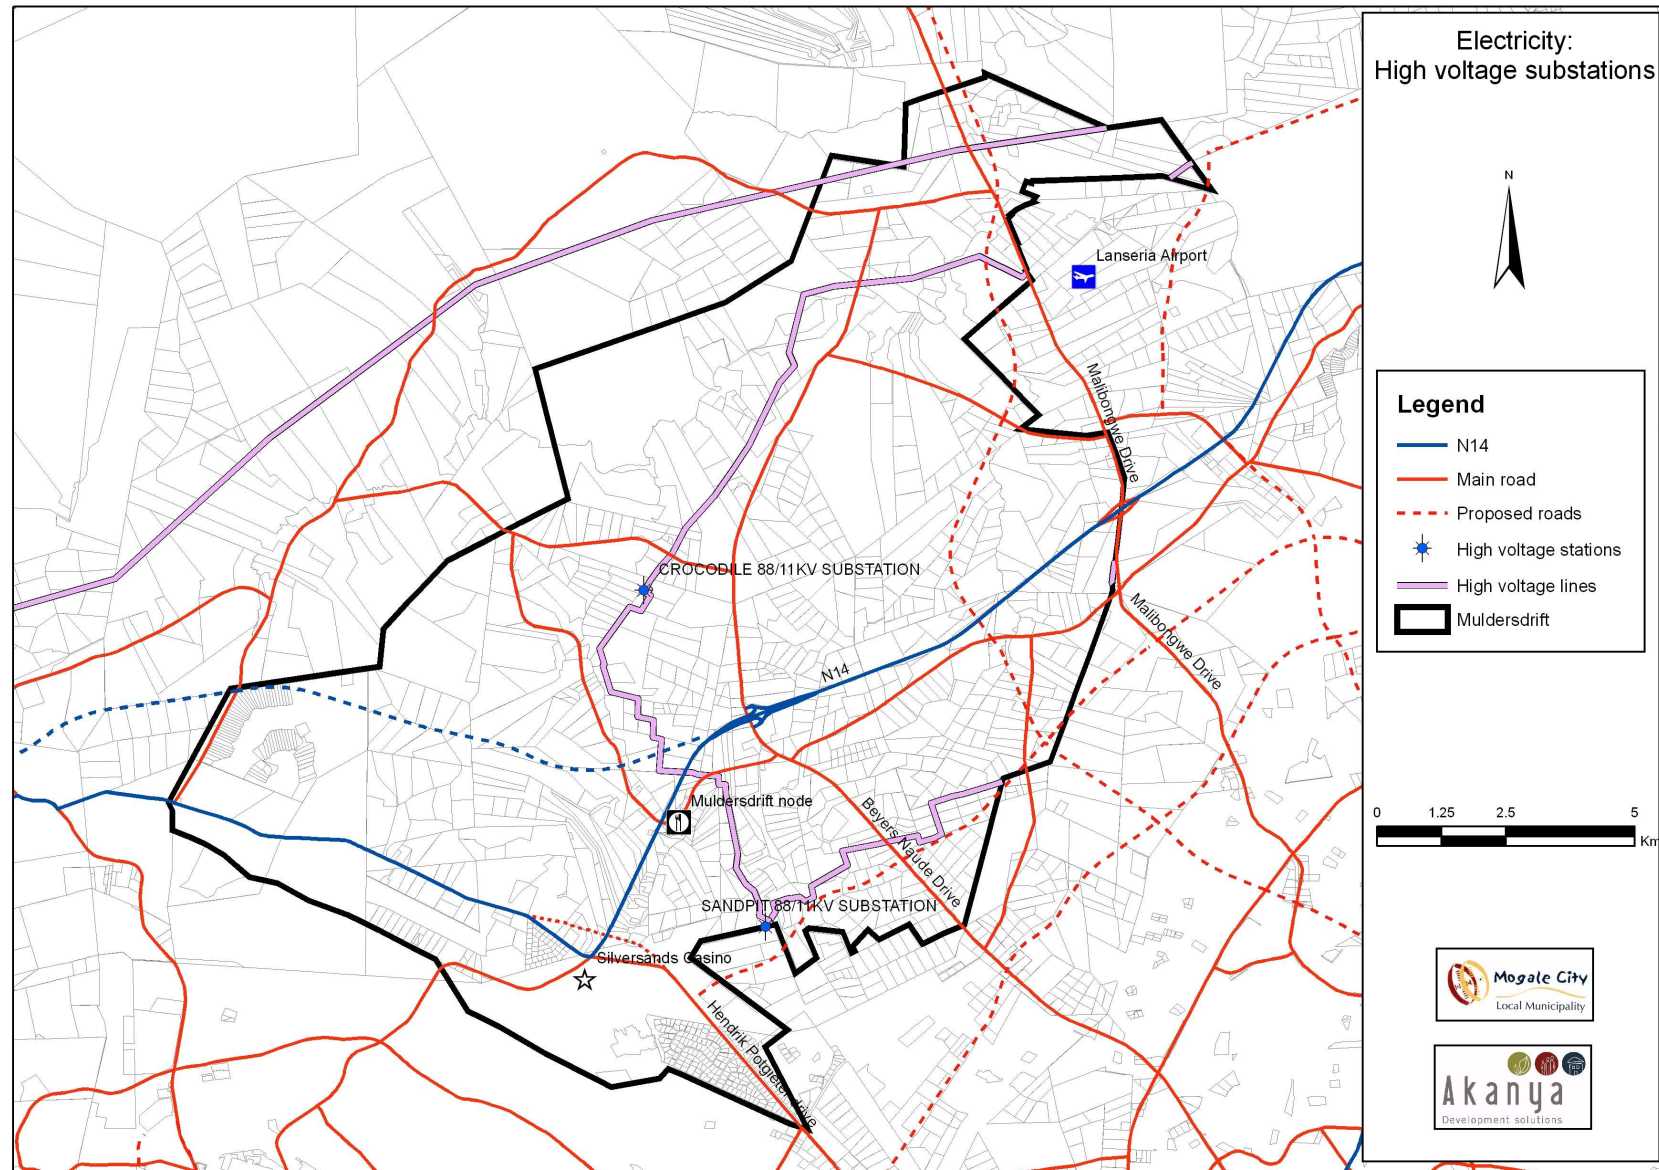 Electricity:
High voltage substations
N
Lanseria Airport
Malibongwe Drive
CROCODILE 88/11KV SUBSTATION
Malibongwe Drive
N14
Muldersdrift node
Beyers Naude Drive
SANDPIT 88/11KV SUBSTATION
Silversands Casino
Hendrik Potgieter drive
Legend
N14
Main road
Proposed roads
High voltage stations
High voltage lines
Muldersdrift
0 1.25 2.5 5
Km
Mogale City
Local Municipality
Akanya
Development solutions